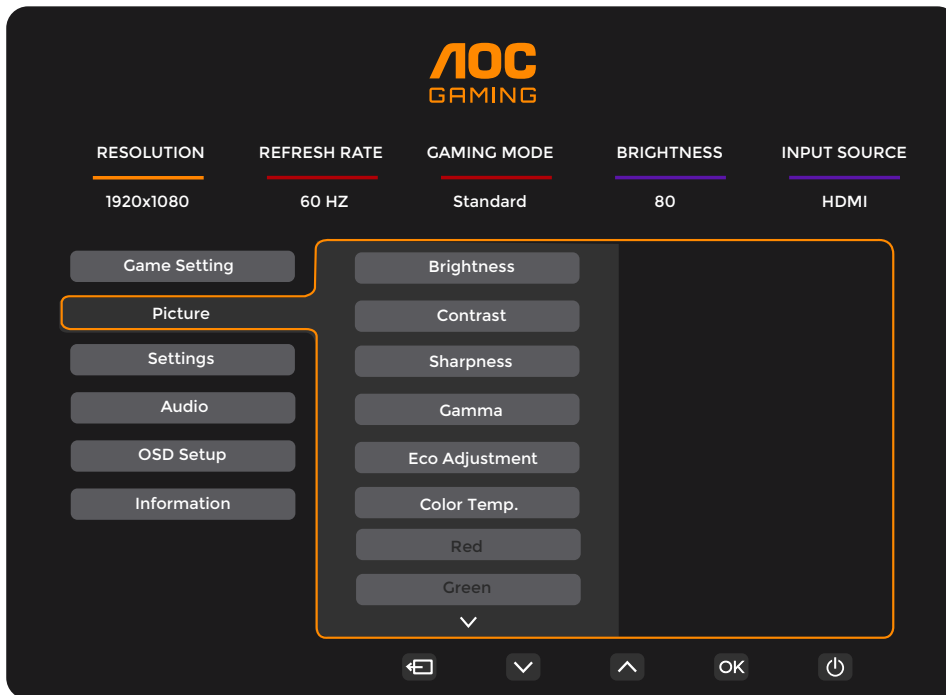 AOC
GAMING
RESOLUTION REFRESH RATE GAMING MODE BRIGHTNESS INPUT SOURCE
1920x1080 60 HZ Standard 80 HDMI
Game Setting
Picture
Settings
Audio
OSD Setup
Information
Brightness
Contrast
Sharpness
Gamma
Eco Adjustment
Color Temp.
Red
Green
OK